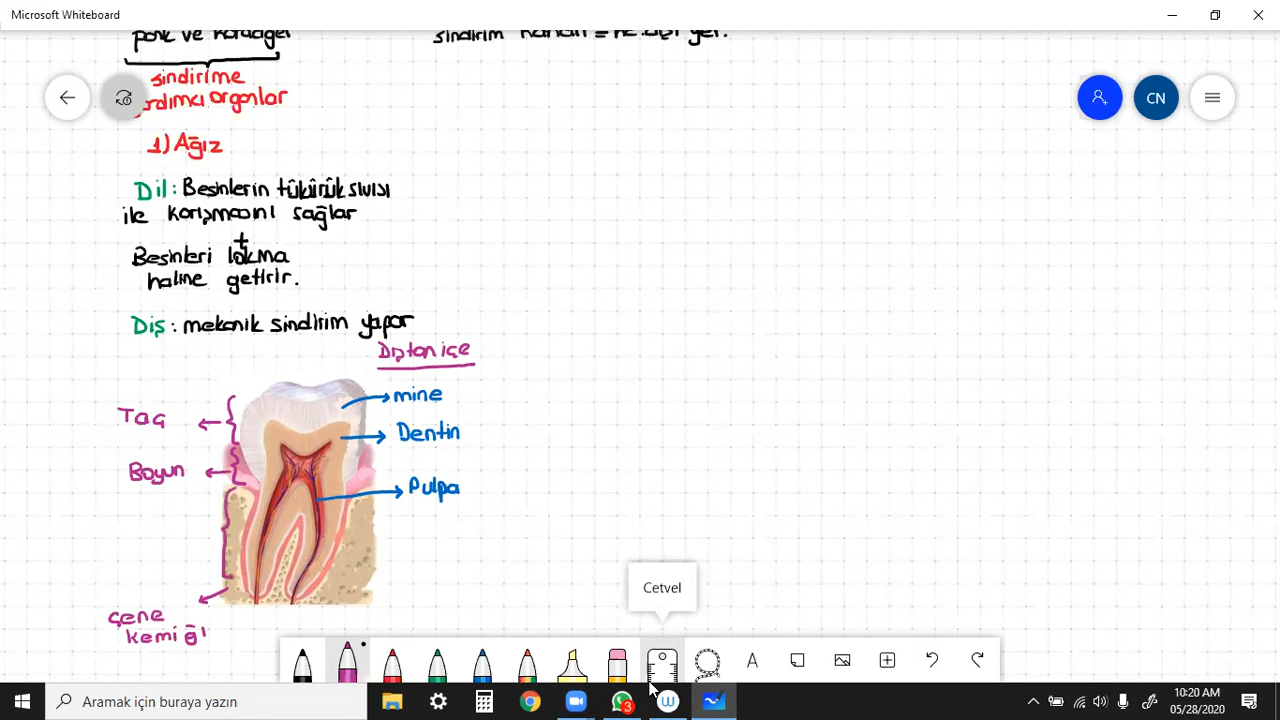 Microsoft Whiteboard
sindirime
yardımcı organlar
CN
1) Ağız
Dil: Besinlerin tükürük sıvısı
ile karışmasını sağlar
+
Besinleri lokma
haline getirir.
Diş: mekanik sindirim yapar
Dıştan içe
mine
Taç
Dentin
Boyun
Pulpa
Cetvel
çene
kemiği
A
Aramak için buraya yazın
3
10:20 AM
05/28/2020